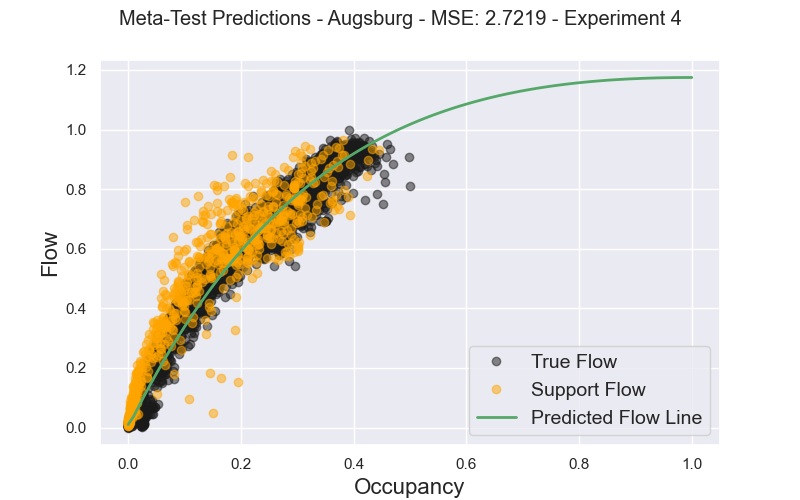 Meta-Test Predictions - Augsburg - MSE: 2.7219 - Experiment 4
1.2
1.0
0.8
0.6
0.4
0.2
0.0
Flow
True Flow
Support Flow
Predicted Flow Line
0.0 0.2 0.4 0.6 0.8 1.0
Occupancy